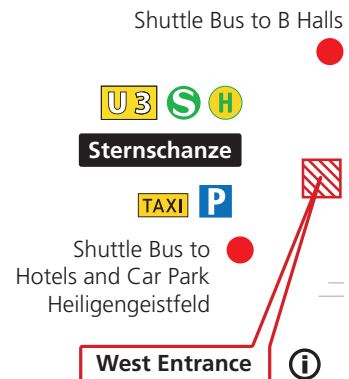 Shuttle Bus to B Halls
U3 S H
Sternschanze
TAXI P
Shuttle Bus to
Hotels and Car Park
Heiligengeistfeld
West Entrance i